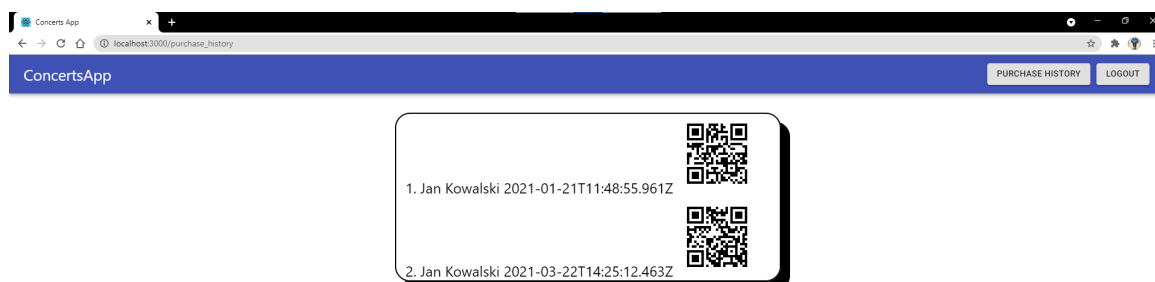 Concerts App
localhost:3000/purchase_history
ConcertsApp
PURCHASE HISTORY
LOGOUT
1. Jan Kowalski 2021-01-21T11:48:55.961Z
2. Jan Kowalski 2021-03-22T14:25:12.463Z